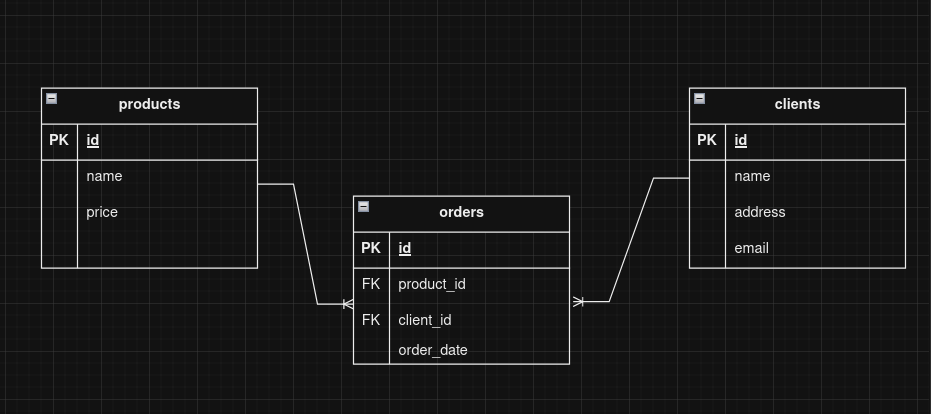 products
PK id
name
price
orders
PK id
FK product_id
FK client_id
order_date
clients
PK id
name
address
email